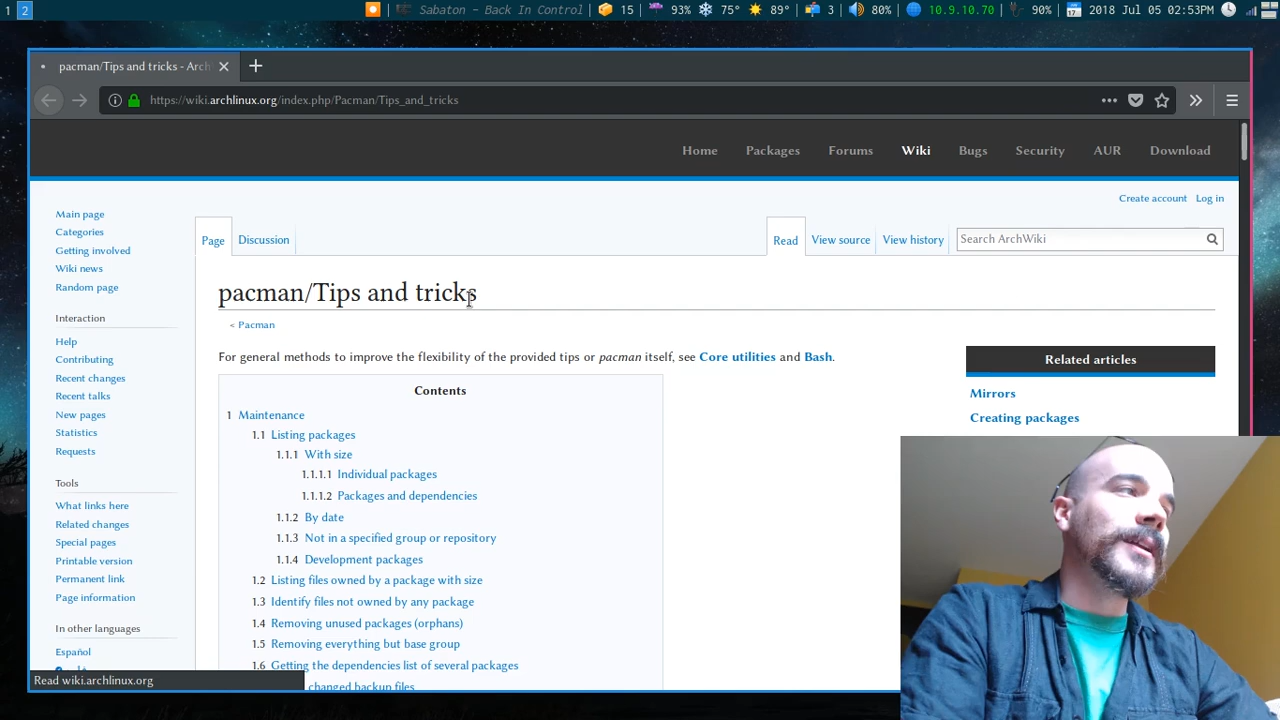 1 2 Sabaton - Back In Control 15 93% 75° 89° 3 80% 10.9.10.70 90% 2018 Jul 05 02:53PM
pacman/Tips and tricks - Arch
https://wiki.archlinux.org/index.php/Pacman/Tips_and_tricks
Home Packages Forums Wiki Bugs Security AUR Download
Create account Log in
Main page
Categories
Getting involved
Wiki news
Random page
Interaction
Help
Contributing
Recent changes
Recent talks
New pages
Statistics
Requests
Tools
What links here
Related changes
Special pages
Printable version
Permanent link
Page information
In other languages
Español
Page Discussion Read View source View history Search ArchWiki
pacman/Tips and tricks
< Pacman
For general methods to improve the flexibility of the provided tips or pacman itself, see Core utilities and Bash.
Contents
1 Maintenance
1.1 Listing packages
1.1.1 With size
1.1.1.1 Individual packages
1.1.1.2 Packages and dependencies
1.1.2 By date
1.1.3 Not in a specified group or repository
1.1.4 Development packages
1.2 Listing files owned by a package with size
1.3 Identify files not owned by any package
1.4 Removing unused packages (orphans)
1.5 Removing everything but base group
1.6 Getting the dependencies list of several packages
changed backup files
Related articles
Mirrors
Creating packages
Read wiki.archlinux.org